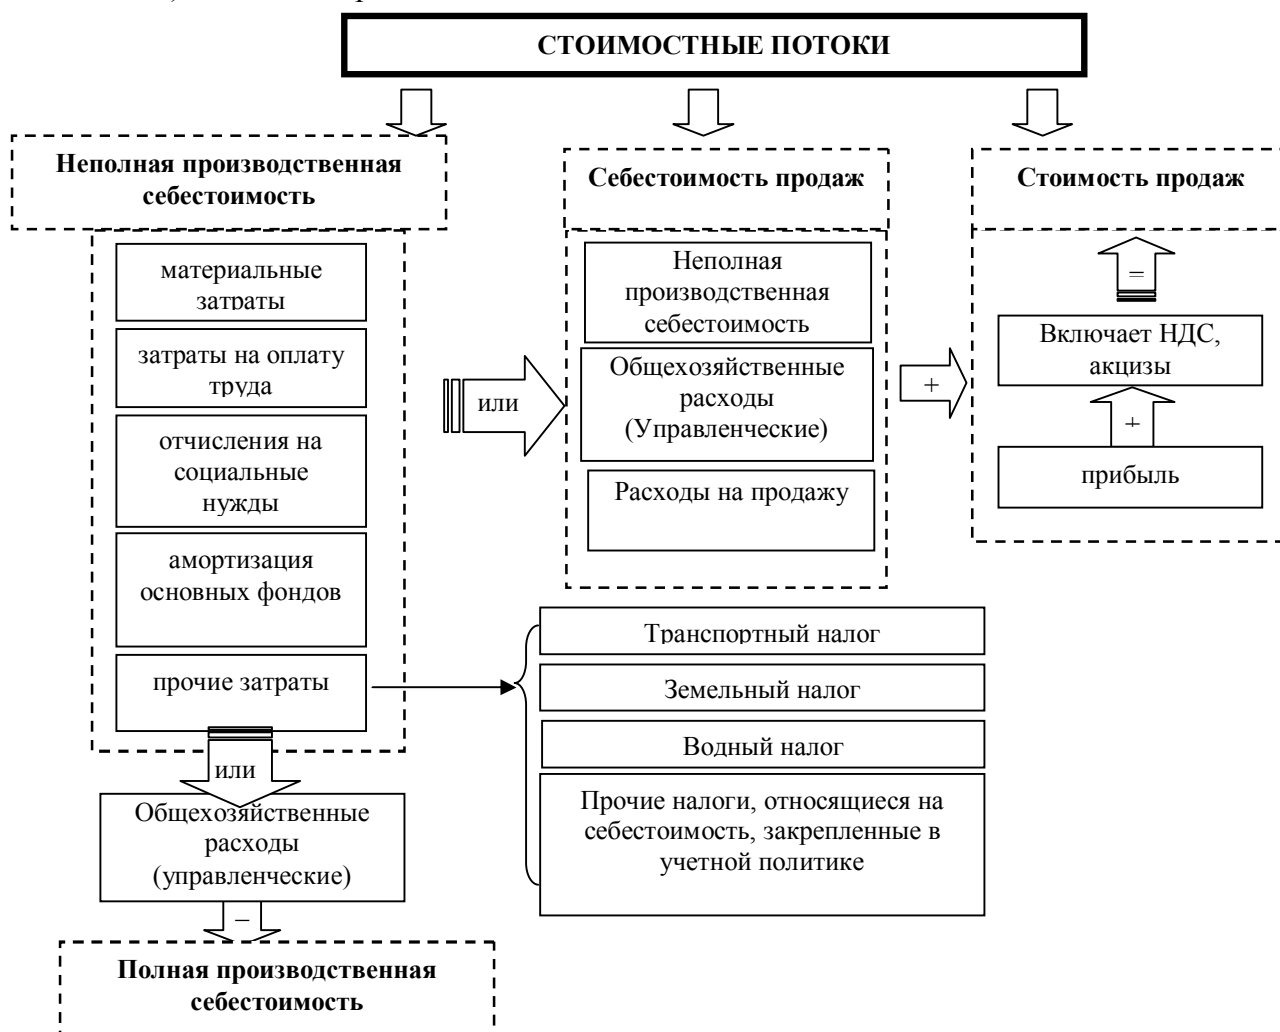 СТОИМОСТНЫЕ ПОТОКИ
Неполная производственная
себестоимость
материальные
затраты
затраты на оплату
труда
отчисления на
социальные
нужды
амортизация
основных фондов
прочие затраты
или
Общехозяйственные
расходы
(управленческие)
–
Полная производственная
себестоимость
или
Себестоимость продаж
Неполная
производственная
себестоимость
Общехозяйственные
расходы
(Управленческие)
Расходы на продажу
+
Стоимость продаж
=
Включает НДС,
акцизы
+
прибыль
Транспортный налог
Земельный налог
Водный налог
Прочие налоги, относящиеся на
себестоимость, закрепленные в
учетной политике